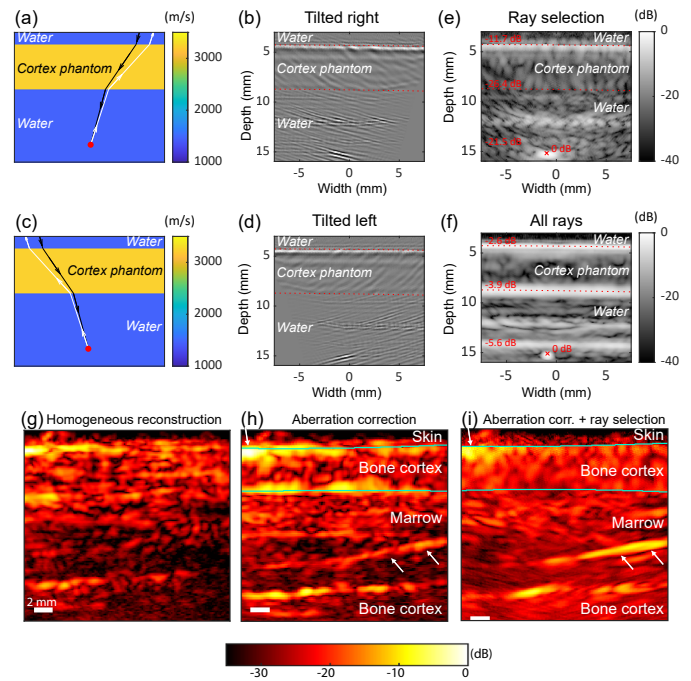 (a)
(m/s)
Water
Cortex phantom
Water
3000
2000
1000
(b)
Tilted right
Water
Cortex phantom
Water
Depth (mm)
5
10
15
-5
0
5
Width (mm)
(e)
Ray selection
(dB)
Water
Cortex phantom
Water
0 dB
Depth (mm)
5
10
15
-5
0
5
Width (mm)
0
-20
-40
(c)
(m/s)
Water
Cortex phantom
Water
3000
2000
1000
(d)
Tilted left
Water
Cortex phantom
Water
Depth (mm)
5
10
15
-5
0
5
Width (mm)
(f)
All rays
(dB)
Water
Cortex phantom
-3.9 dB
Water
-5.6 dB
0 dB
Depth (mm)
5
10
15
-5
0
5
Width (mm)
0
-20
-40
(g)
Homogeneous reconstruction
2 mm
(h)
Aberration correction
Skin
Bone cortex
Marrow
Bone cortex
(i)
Aberration corr. + ray selection
Skin
Bone cortex
Marrow
Bone cortex
(dB)
-30
-20
-10
0